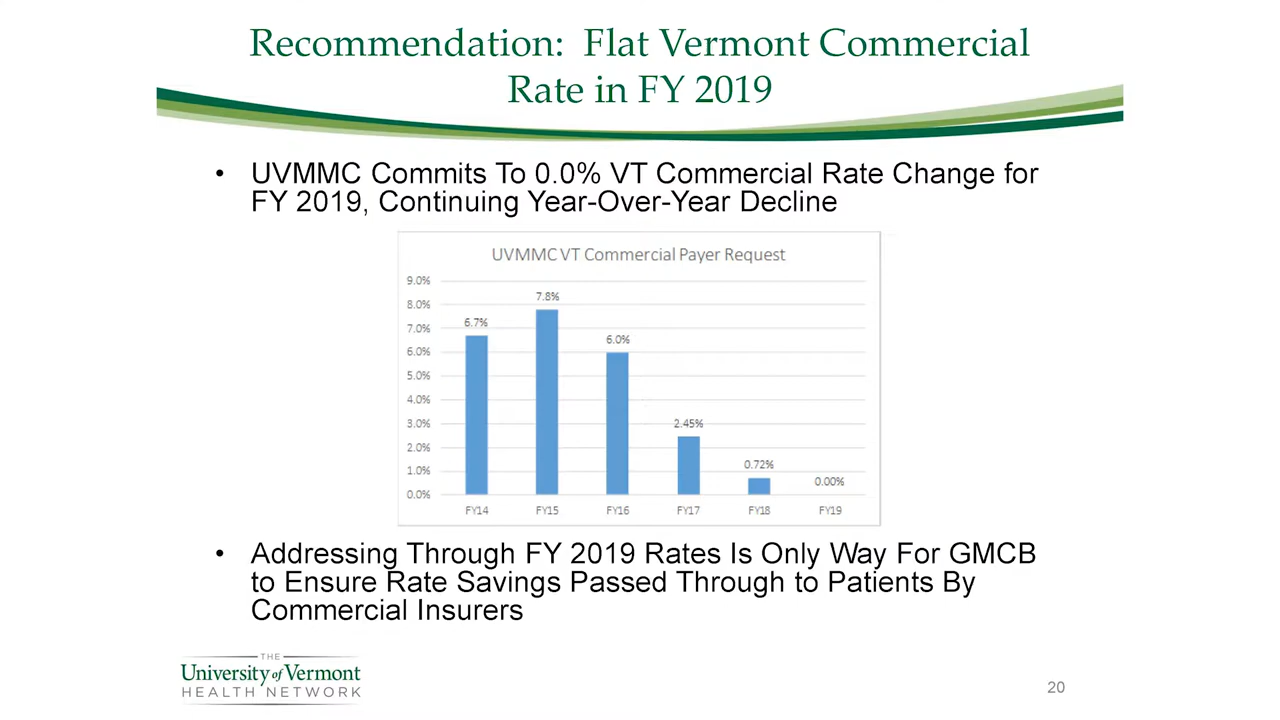 Recommendation: Flat Vermont Commercial
Rate in FY 2019
• UVMMC Commits To 0.0% VT Commercial Rate Change for
FY 2019, Continuing Year-Over-Year Decline
UVMMC VT Commercial Payer Request
9.0%
8.0%
7.0%
6.0%
5.0%
4.0%
3.0%
2.0%
1.0%
0.0%
6.7%
7.8%
6.0%
2.45%
0.72%
0.00%
FY14 FY15 FY16 FY17 FY18 FY19
• Addressing Through FY 2019 Rates Is Only Way For GMCB
to Ensure Rate Savings Passed Through to Patients By
Commercial Insurers
THE
University of Vermont
HEALTH NETWORK
20